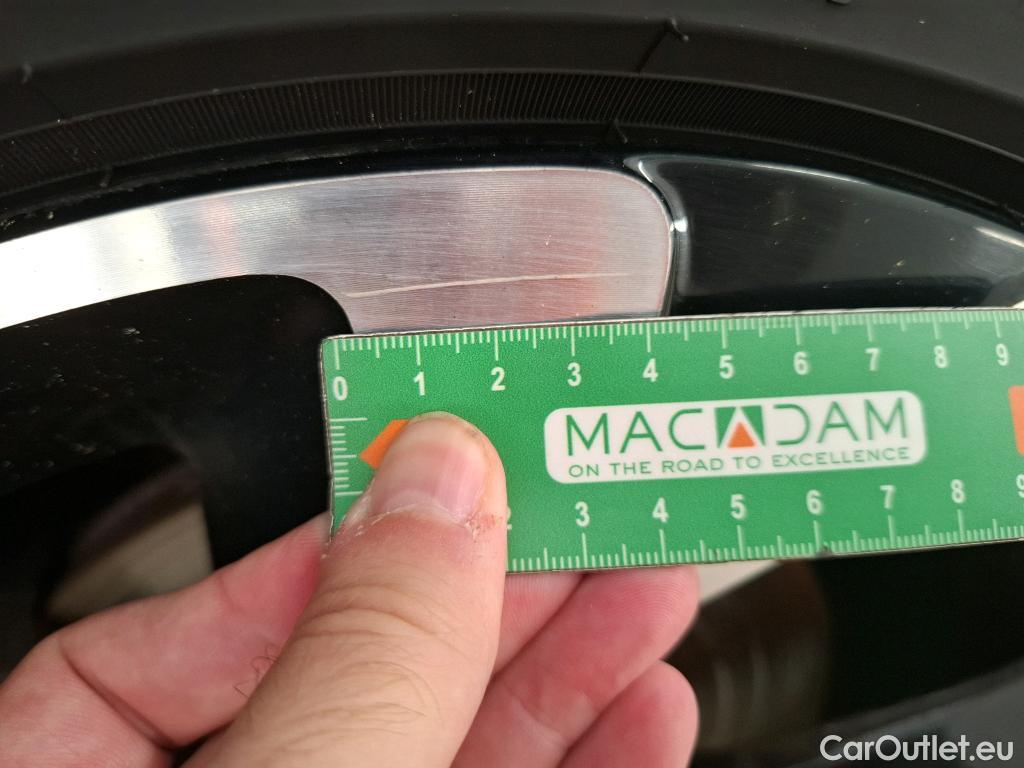 0 1 2 3 4 5 6 7 8 9
MACADAM
ON THE ROAD TO EXCELLENCE
3 4 5 6 7 8 9
CarOutlet.eu